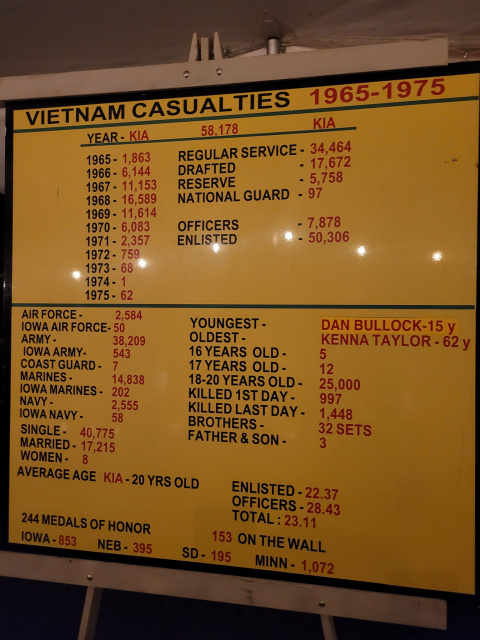 VIETNAM CASUALTIES 1965-1975
YEAR - KIA 58,178 KIA
1965 - 1,863
1966 - 6,144
1967 - 11,153
1968 - 16,589
1969 - 11,614
1970 - 6,083
1971 - 2,357
1972 - 759
1973 - 68
1974 - 1
1975 - 62
REGULAR SERVICE - 34,464
DRAFTED - 17,672
RESERVE - 5,758
NATIONAL GUARD - 97
OFFICERS - 7,878
ENLISTED - 50,306
AIR FORCE - 2,584
IOWA AIR FORCE- 50
ARMY - 38,209
IOWA ARMY- 543
COAST GUARD - 7
MARINES - 14,838
IOWA MARINES - 202
NAVY - 2,555
IOWA NAVY - 58
SINGLE - 40,775
MARRIED - 17,215
WOMEN - 8
YOUNGEST - DAN BULLOCK-15 y
OLDEST - KENNA TAYLOR - 62 y
16 YEARS OLD - 5
17 YEARS OLD - 12
18-20 YEARS OLD - 25,000
KILLED 1ST DAY - 997
KILLED LAST DAY - 1,448
BROTHERS - 32 SETS
FATHER & SON - 3
AVERAGE AGE KIA - 20 YRS OLD
ENLISTED - 22.37
OFFICERS - 28.43
TOTAL : 23.11
244 MEDALS OF HONOR 153 ON THE WALL
IOWA - 853 NEB - 395 SD - 195 MINN - 1,072